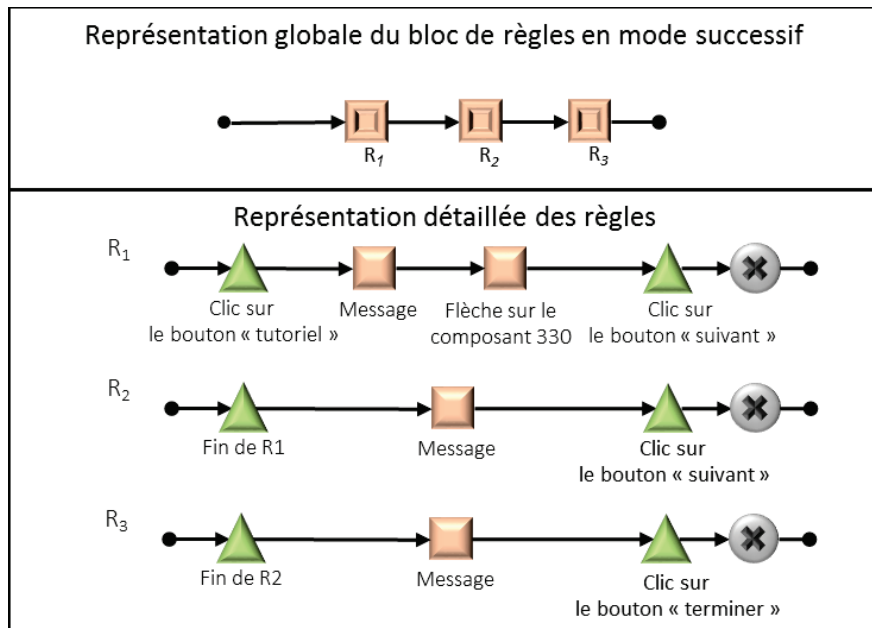 Représentation globale du bloc de règles en mode successif
R1 R2 R3
Représentation détaillée des règles
R1
Clic sur
le bouton « tutoriel »
Message
Flèche sur le
composant 330
Clic sur
le bouton « suivant »
R2
Fin de R1
Message
Clic sur
le bouton « suivant »
R3
Fin de R2
Message
Clic sur
le bouton « terminer »